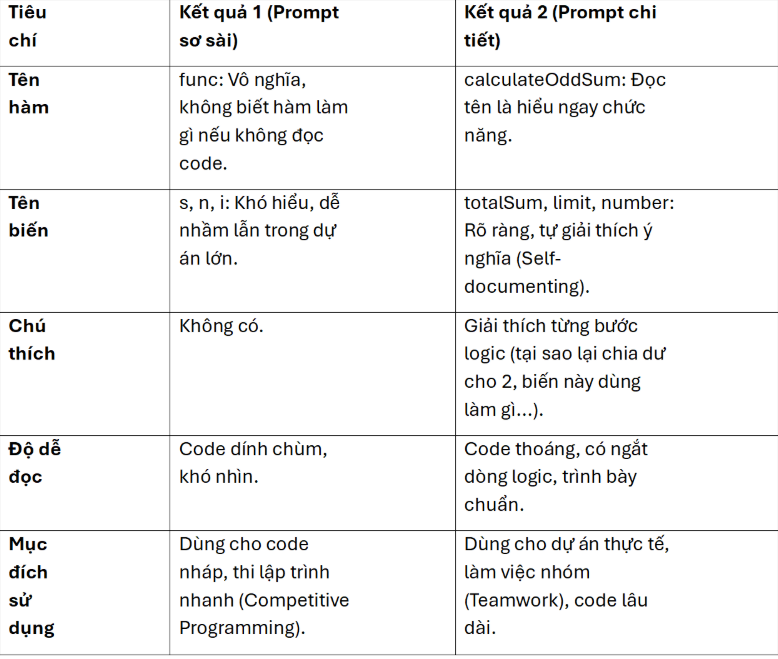 Tiêu chí
Kết quả 1 (Prompt sơ sài)
Kết quả 2 (Prompt chi tiết)
Tên hàm
func: Vô nghĩa,
không biết hàm làm
gì nếu không đọc
code.
calculateOddSum: Đọc
tên là hiểu ngay chức
năng.
Tên biến
s, n, i: Khó hiểu, dễ
nhầm lẫn trong dự
án lớn.
totalSum, limit, number:
Rõ ràng, tự giải thích ý
nghĩa (Self-
documenting).
Chú thích
Không có.
Giải thích từng bước
logic (tại sao lại chia dư
cho 2, biến này dùng
làm gì...).
Độ dễ đọc
Code dính chùm,
khó nhìn.
Code thoáng, có ngắt
dòng logic, trình bày
chuẩn.
Mục đích sử dụng
Dùng cho code
nháp, thi lập trình
nhanh (Competitive
Programming).
Dùng cho dự án thực tế,
làm việc nhóm
(Teamwork), code lâu
dài.